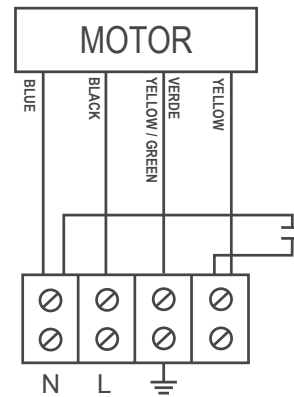 MOTOR
BLUE
BLACK
YELLOW / GREEN
VERDE
YELLOW
N L